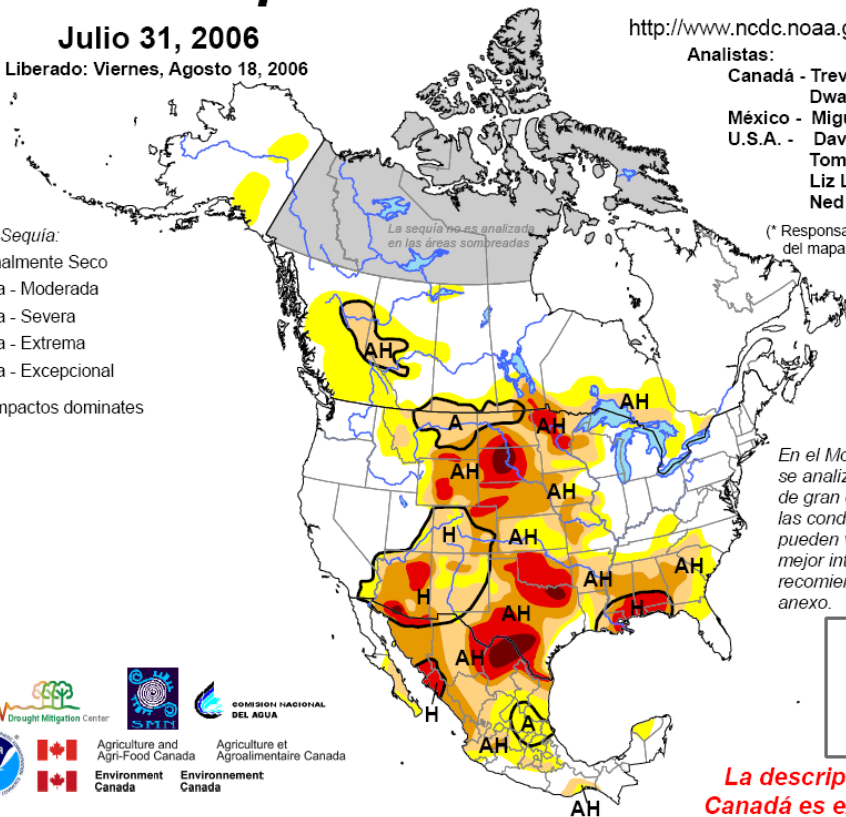 Julio 31, 2006
Liberado: Viernes, Agosto 18, 2006
http://www.ncdc.noaa.g
Analistas:
Canadá - Trev
Dwa
México - Migu
U.S.A. - Dav
Tom
Liz L
Ned
(* Responsa
del mapa
La sequía no es analizada
en las áreas sombreadas
Sequía:
nalmente Seco
a - Moderada
a - Severa
a - Extrema
a - Excepcional
mpactos dominates
AH
AH
A
AH
AH
AH
H
AH
AH
AH
H
H
AH
AH
H
A
AH
AH
En el Mo
se analiz
de gran
las cond
pueden v
mejor int
recomien
anexo.
Drought Mitigation Center
SMN
COMISION NACIONAL
DEL AGUA
Agriculture and
Agri-Food Canada
Agriculture et
Agroalimentaire Canada
Environment
Canada
Environnement
Canada
La descrip
Canadá es e